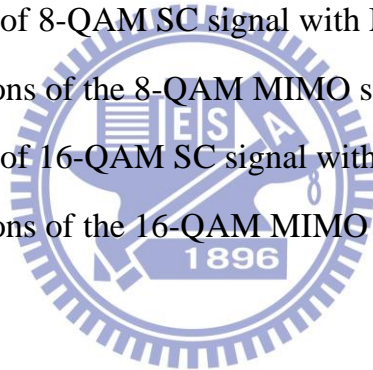 of 8-QAM SC signal with
ons of the 8-QAM MIMO s
of 16-QAM SC signal with
ons of the 16-QAM MIMO
E S A
1896